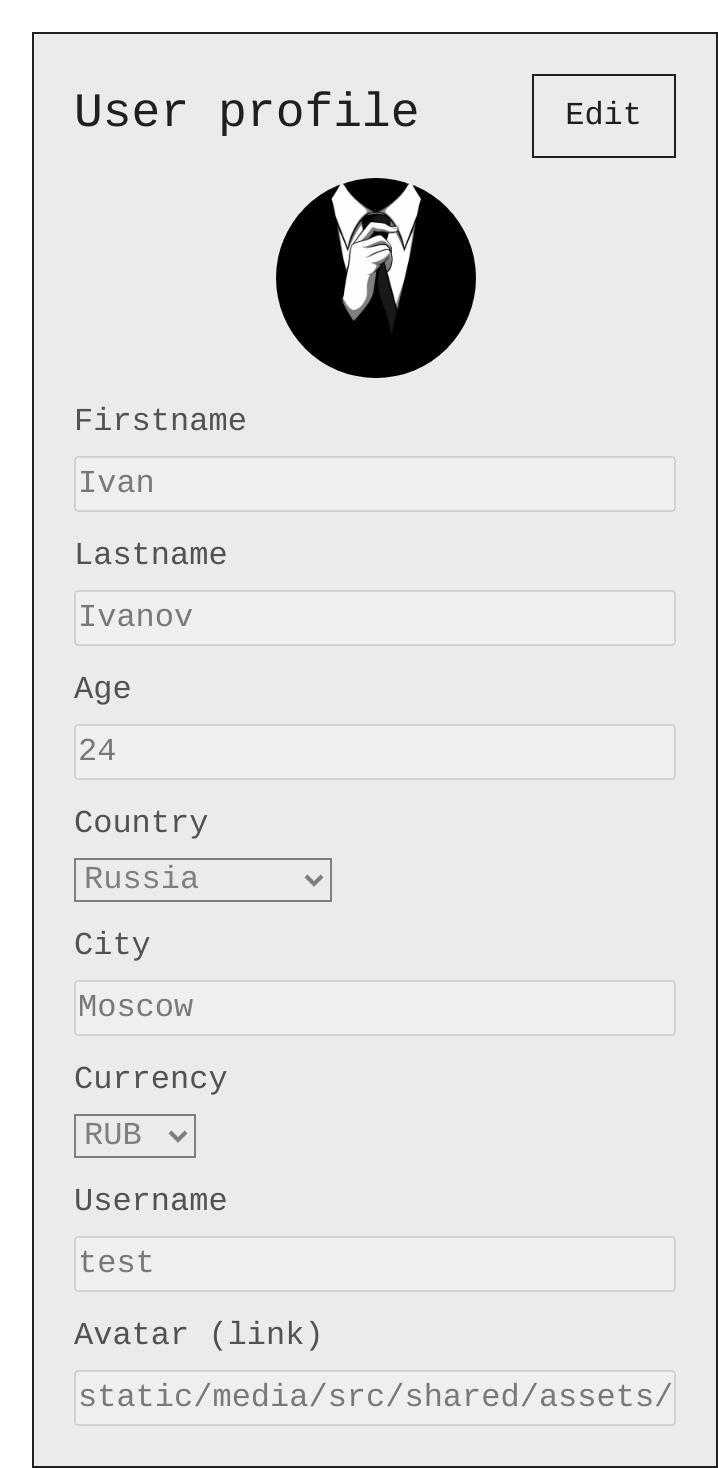 User profile
Edit
Firstname
Ivan
Lastname
Ivanov
Age
24
Country
Russia
City
Moscow
Currency
RUB
Username
test
Avatar (link)
static/media/src/shared/assets/